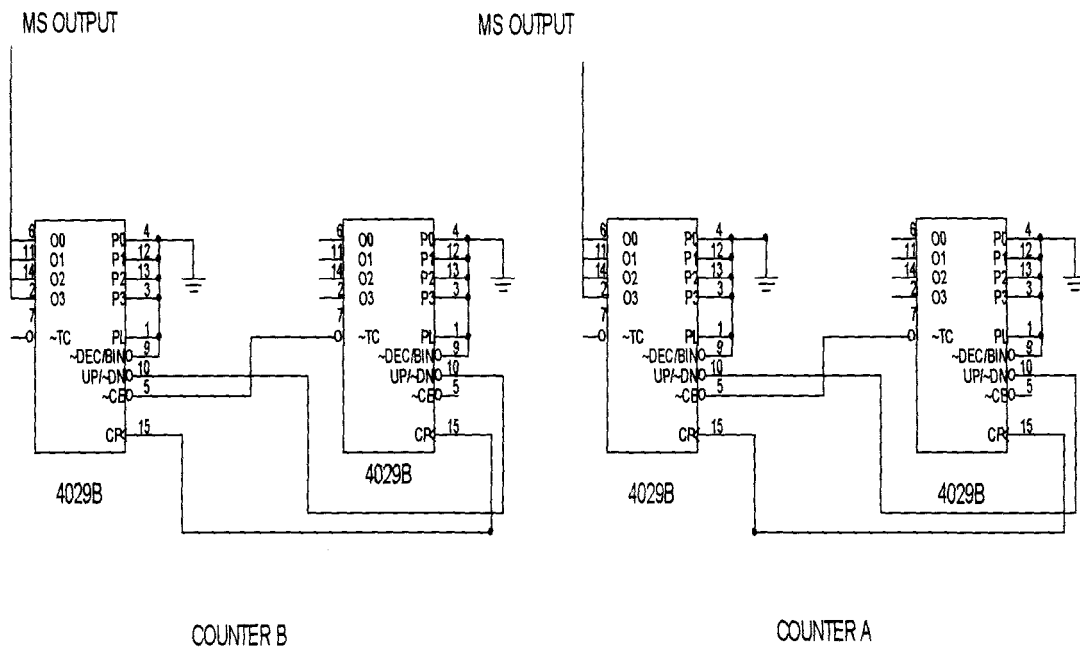 MS OUTPUT
MS OUTPUT
6 O0 P0 4
11 O1 P1 12
14 O2 P2 13
2 O3 P3 3
7 ~TC PL 1
~DEC/BIN 9
UP/~DN 10
~CE 5
CP 15
4029B
6 O0 P0 4
11 O1 P1 12
14 O2 P2 13
2 O3 P3 3
7 ~TC PL 1
~DEC/BIN 9
UP/~DN 10
~CE 5
CP 15
4029B
6 O0 P0 4
11 O1 P1 12
14 O2 P2 13
2 O3 P3 3
7 ~TC PL 1
~DEC/BIN 9
UP/~DN 10
~CE 5
CP 15
4029B
6 O0 P0 4
11 O1 P1 12
14 O2 P2 13
2 O3 P3 3
7 ~TC PL 1
~DEC/BIN 9
UP/~DN 10
~CE 5
CP 15
4029B
COUNTER B
COUNTER A